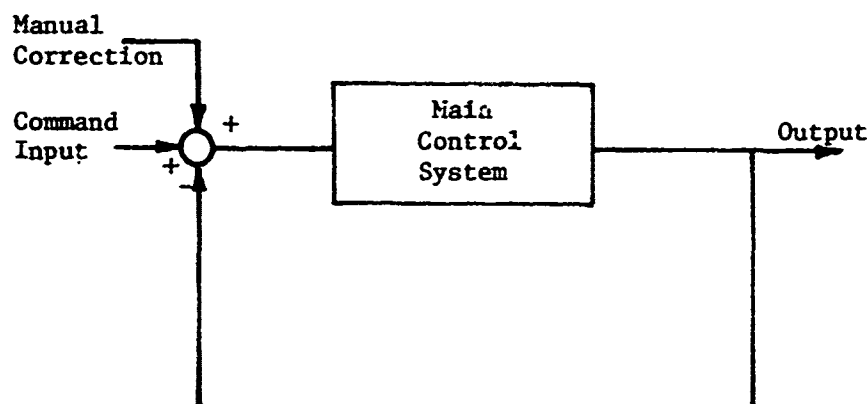 Manual
Correction
Command
Input
+
+
-
Main
Control
System
Output